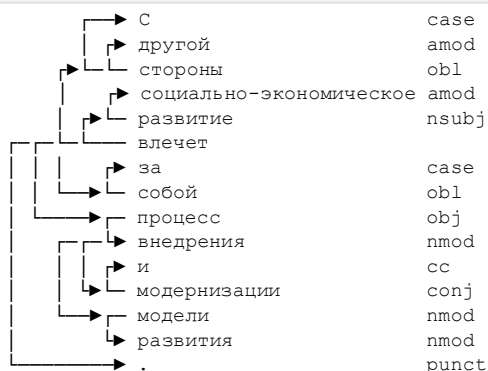 С case
другой amod
стороны obl
социально-экономическое amod
развитие nsubj
влечет
за case
собой obl
процесс obj
внедрения nmod
и cc
модернизации conj
модели nmod
развития nmod
. punct